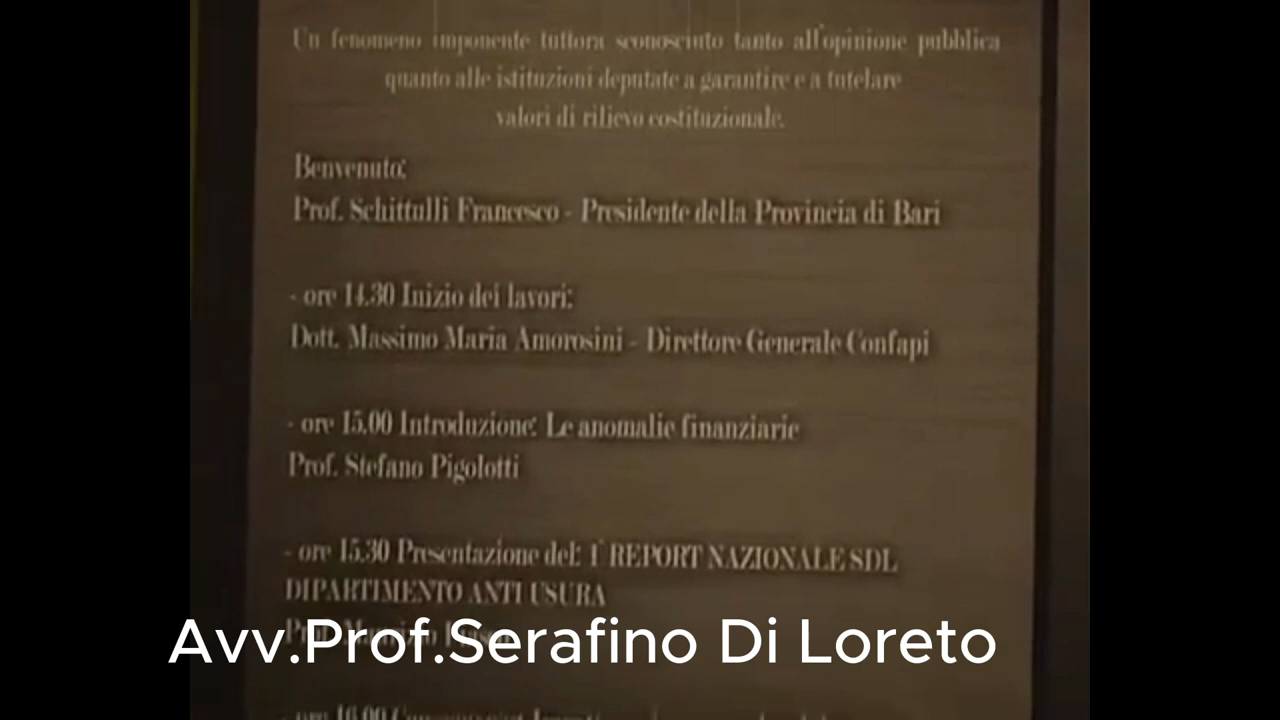 Un fenomeno imponente tuttora sconosciuto tanto all'opinione pubblica
quanto alle istituzioni deputate a garantire e a tutelare
valori di rilievo costituzionale.
Benvenuto:
Prof. Schittulli Francesco - Presidente della Provincia di Bari
- ore 14.30 Inizio dei lavori:
Dott. Massimo Maria Amorosini - Direttore Generale Confapi
- ore 15.00 Introduzione: Le anomalie finanziarie
Prof. Stefano Pigolotti
- ore 15.30 Presentazione del: 1° REPORT NAZIONALE SDL
DIPARTIMENTO ANTI USURA
Avv.Prof.Serafino Di Loreto
- ore 16.00